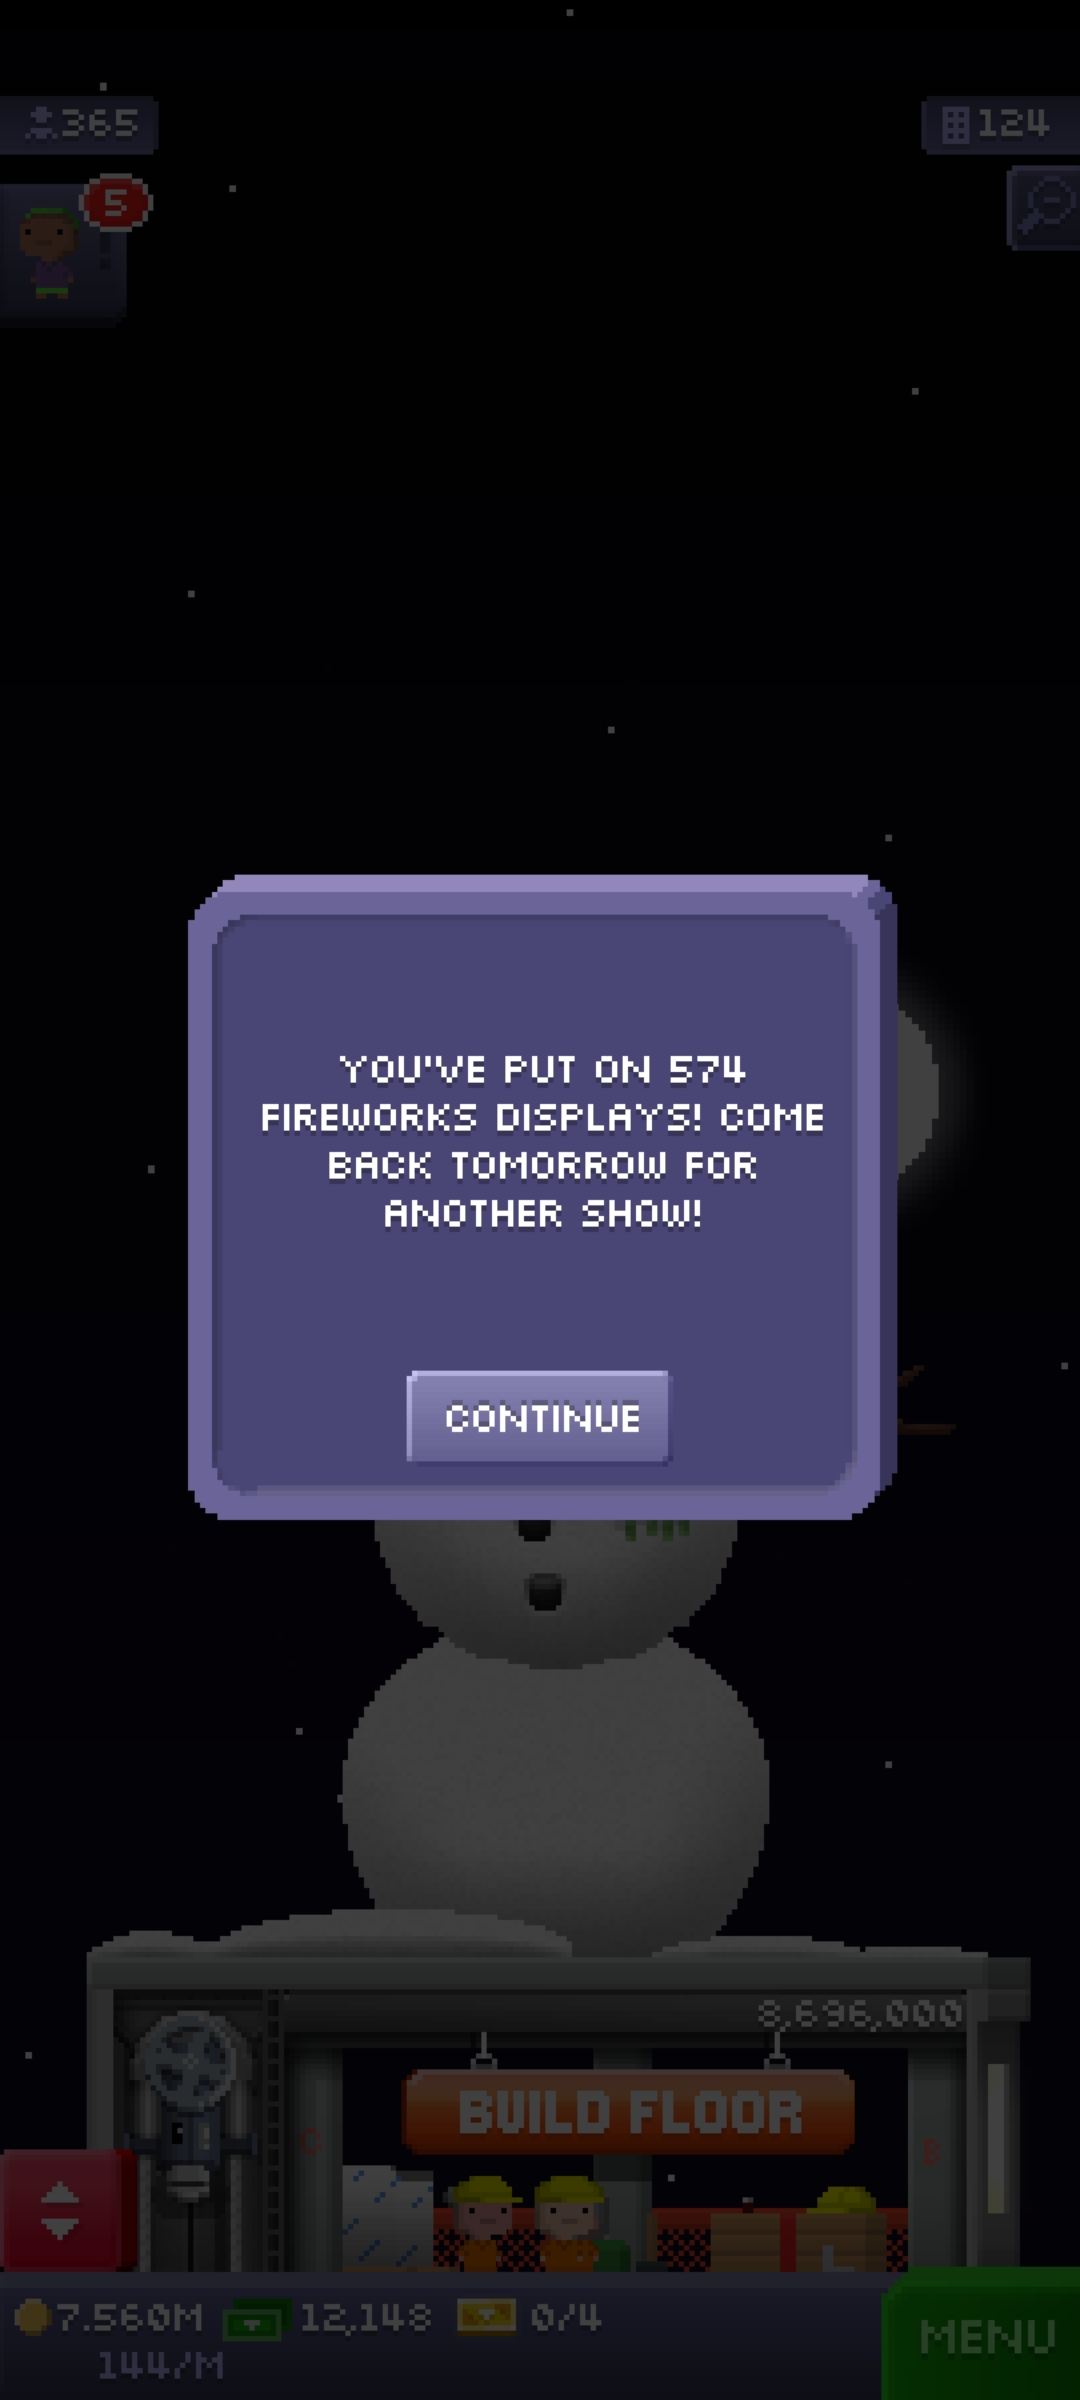 365
124
5
YOU'VE PUT ON 574
FIREWORKS DISPLAYS! COME
BACK TOMORROW FOR
ANOTHER SHOW!
CONTINUE
8,696,000
BUILD FLOOR
C
B
7.560M 12,148 0/4
144/M
MENU